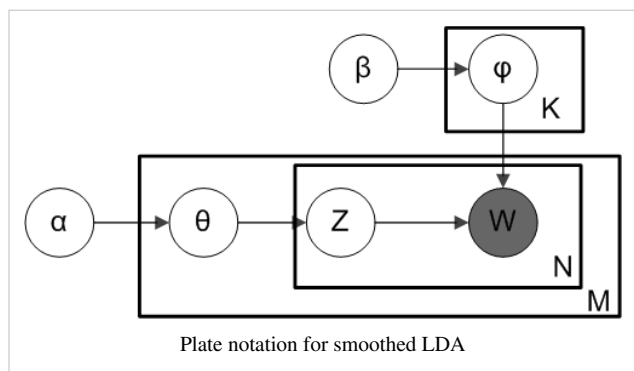 β φ
K
α θ Z W
N
M
Plate notation for smoothed LDA